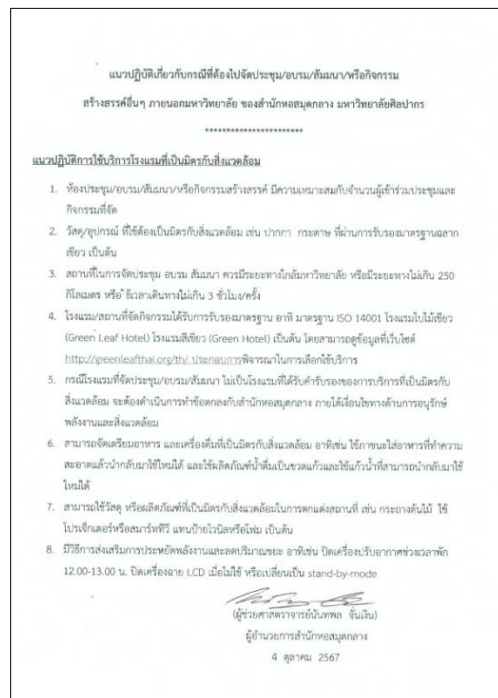 แนวปฏิบัติเกี่ยวกับกรณีที่ต้องไปจัดประชุม/อบรม/สัมมนา/หรือกิจกรรม
สร้างสรรค์อื่นๆ ภายนอกมหาวิทยาลัย ของสำนักหอสมุดกลาง มหาวิทยาลัยศิลปากร
***********************
แนวปฏิบัติการใช้บริการโรงแรมที่เป็นมิตรกับสิ่งแวดล้อม
1. ห้องประชุม/อบรม/สัมมนา/หรือกิจกรรมสร้างสรรค์ มีความเหมาะสมกับจำนวนผู้เข้าร่วมประชุมและ
กิจกรรมที่จัด
2. วัสดุ/อุปกรณ์ ที่ใช้ต้องเป็นมิตรกับสิ่งแวดล้อม เช่น ปากกา กระดาษ ที่ผ่านการรับรองมาตรฐานฉลาก
เขียว เป็นต้น
3. สถานที่ในการจัดประชุม อบรม สัมมนา ควรมีระยะทางใกล้มหาวิทยาลัย หรือมีระยะทางไม่เกิน 250
กิโลเมตร หรือ ใช้เวลาเดินทางไม่เกิน 3 ชั่วโมง/ครั้ง
4. โรงแรม/สถานที่จัดกิจกรรมได้รับการรับรองมาตรฐาน อาทิ มาตรฐาน ISO 14001 โรงแรมใบไม้เขียว
(Green Leaf Hotel) โรงแรมสีเขียว (Green Hotel) เป็นต้น โดยสามารถดูข้อมูลที่เว็บไซต์
http://greenleafthai.org/th/ ประกอบการพิจารณาในการเลือกใช้บริการ
5. กรณีโรงแรมที่จัดประชุม/อบรม/สัมมนา ไม่เป็นโรงแรมที่ได้รับคำรับรองของการบริการที่เป็นมิตรกับ
สิ่งแวดล้อม จะต้องดำเนินการทำข้อตกลงกับสำนักหอสมุดกลาง ภายใต้เงื่อนไขทางด้านการอนุรักษ์
พลังงานและสิ่งแวดล้อม
6. สามารถจัดเตรียมอาหาร และเครื่องดื่มที่เป็นมิตรกับสิ่งแวดล้อม อาทิเช่น ใช้ภาชนะใส่อาหารที่ทำความ
สะอาดแล้วนำกลับมาใช้ใหม่ได้ และใช้ผลิตภัณฑ์น้ำดื่มเป็นขวดแก้วและใช้แก้วน้ำที่สามารถนำกลับมาใช้
ใหม่ได้
7. สามารถใช้วัสดุ หรือผลิตภัณฑ์ที่เป็นมิตรกับสิ่งแวดล้อมในการตกแต่งสถานที่ เช่น กระถางต้นไม้ ใช้
โปรเจ็กเตอร์หรือสมาร์ททีวี แทนป้ายไวนิลหรือโฟม เป็นต้น
8. มีวิธีการส่งเสริมการประหยัดพลังงานและลดปริมาณขยะ อาทิเช่น ปิดเครื่องปรับอากาศช่วงเวลาพัก
12.00-13.00 น. ปิดเครื่องฉาย LCD เมื่อไม่ใช้ หรือเปลี่ยนเป็น stand-by-mode
(ผู้ช่วยศาสตราจารย์นันทพล จั่นเงิน)
ผู้อำนวยการสำนักหอสมุดกลาง
4 ตุลาคม 2567